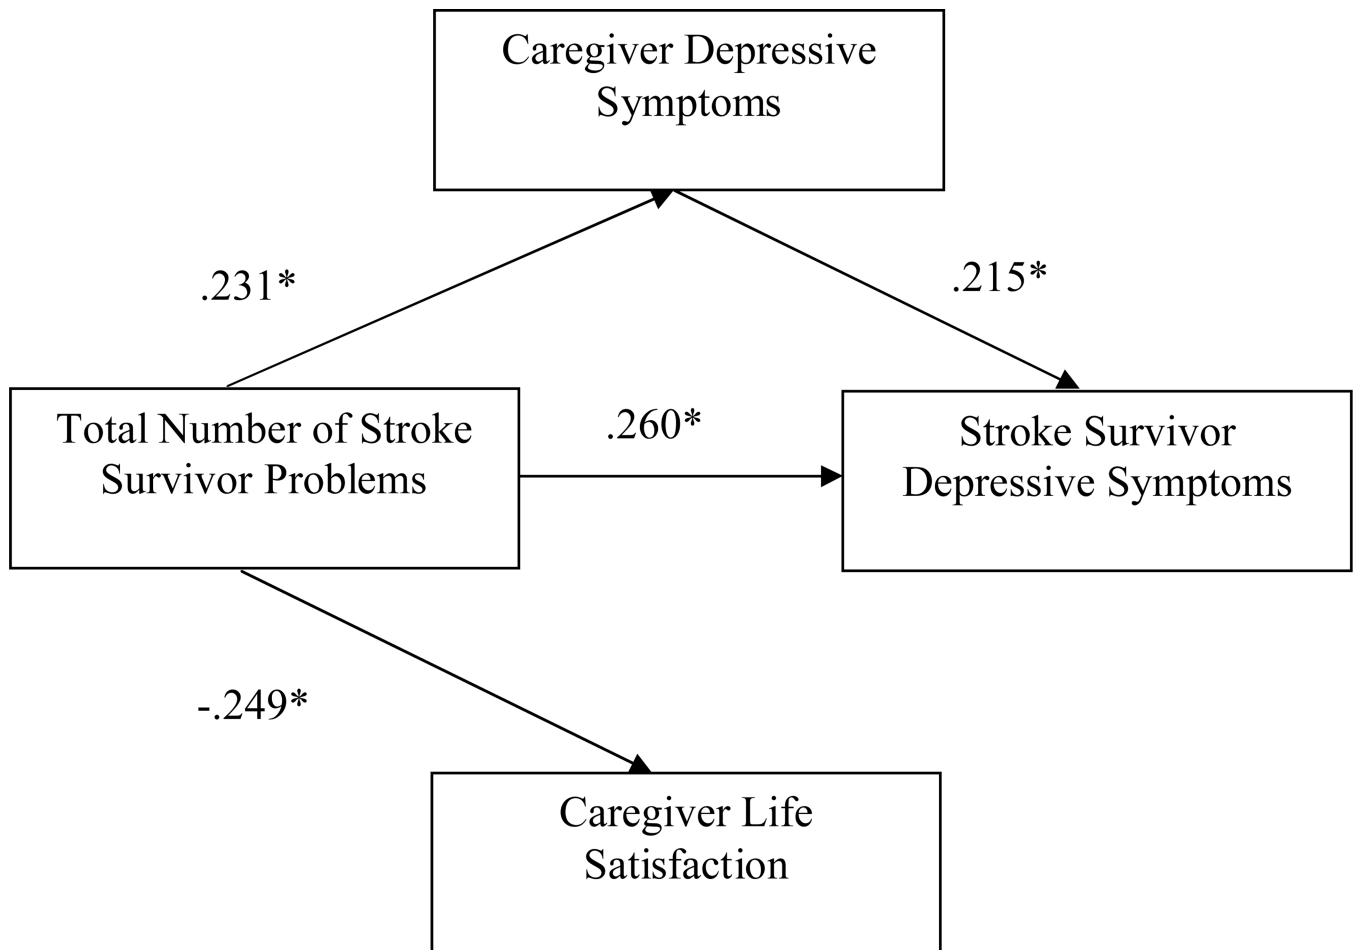 Caregiver Depressive
Symptoms
.231*
.215*
Total Number of Stroke
Survivor Problems
.260*
Stroke Survivor
Depressive Symptoms
-.249*
Caregiver Life
Satisfaction